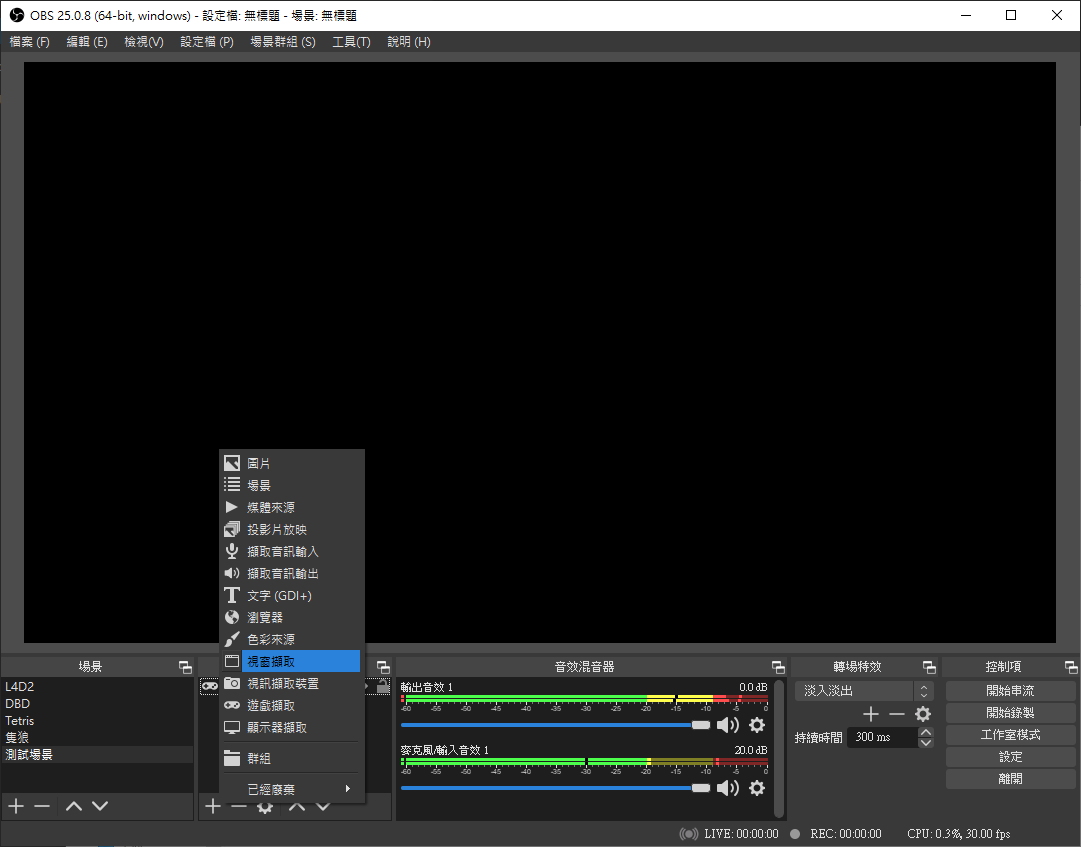 OBS 25.0.8 (64-bit, windows) - 設定檔: 無標題 - 場景: 無標題
檔案 (F) 編輯 (E) 檢視(V) 設定檔 (P) 場景群組 (S) 工具(T) 說明 (H)
圖片
場景
媒體來源
投影片放映
擷取音訊輸入
擷取音訊輸出
文字 (GDI+)
瀏覽器
色彩來源
視窗擷取
視訊擷取裝置
遊戲擷取
顯示器擷取
群組
已經廢棄
場景
L4D2
DBD
Tetris
隻狼
測試場景
音效混音器
輸出音效 1 0.0 dB
-60 -55 -50 -45 -40 -35 -30 -25 -20 -15 -10 -5 0
麥克風/輸入音效 1 20.0 dB
-60 -55 -50 -45 -40 -35 -30 -25 -20 -15 -10 -5 0
轉場特效
淡入淡出
持續時間 300 ms
控制項
開始串流
開始錄製
工作室模式
設定
離開
LIVE: 00:00:00 REC: 00:00:00 CPU: 0.3%, 30.00 fps